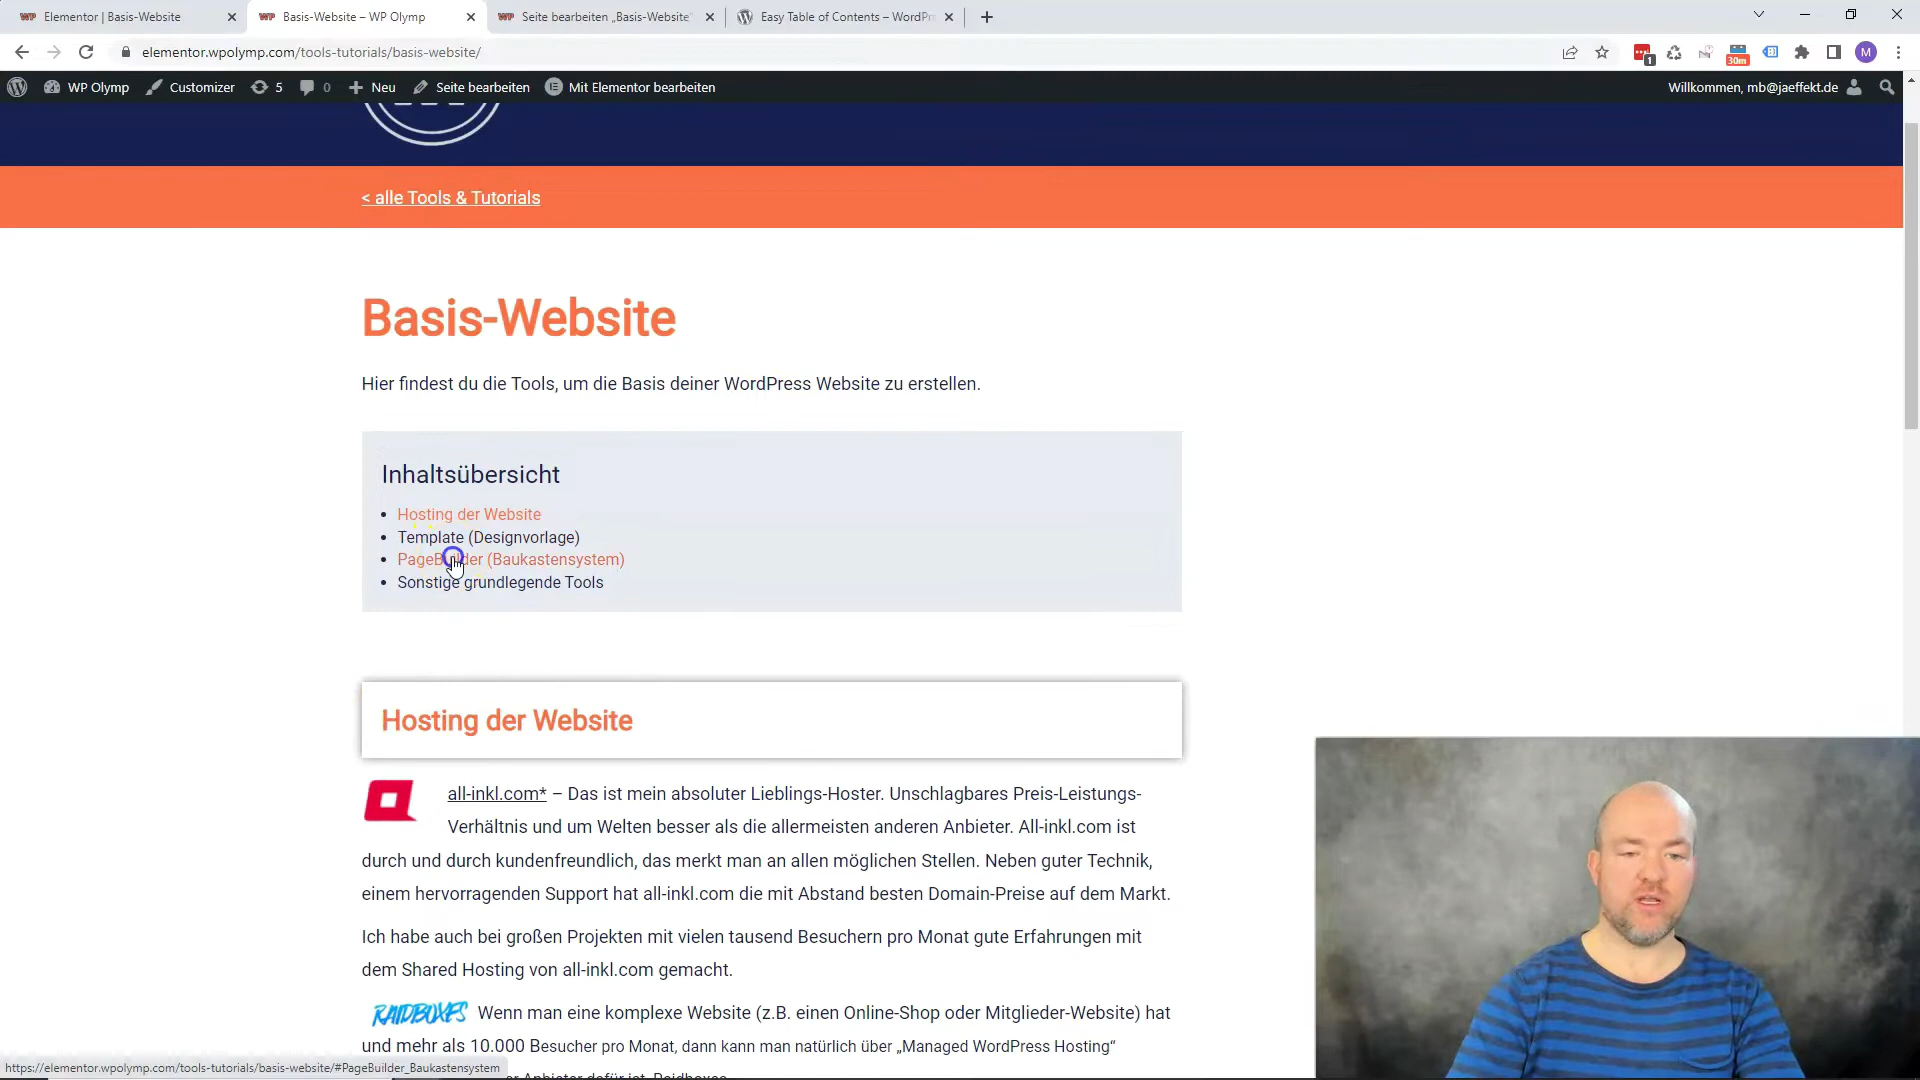 Elementor | Basis-Website
Basis-Website – WP Olymp
Seite bearbeiten „Basis-Website“
Easy Table of Contents – WordPr
elementor.wpolymp.com/tools-tutorials/basis-website/
1
30m
M
WP Olymp
Customizer
5
0
Neu
Seite bearbeiten
Mit Elementor bearbeiten
Willkommen, mb@jaeffekt.de
< alle Tools & Tutorials
Basis-Website
Hier findest du die Tools, um die Basis deiner WordPress Website zu erstellen.
Inhaltsübersicht
• Hosting der Website
• Template (Designvorlage)
• PageBuilder (Baukastensystem)
• Sonstige grundlegende Tools
Hosting der Website
all-inkl.com* – Das ist mein absoluter Lieblings-Hoster. Unschlagbares Preis-Leistungs-
Verhältnis und um Welten besser als die allermeisten anderen Anbieter. All-inkl.com ist
durch und durch kundenfreundlich, das merkt man an allen möglichen Stellen. Neben guter Technik,
einem hervorragenden Support hat all-inkl.com die mit Abstand besten Domain-Preise auf dem Markt.
Ich habe auch bei großen Projekten mit vielen tausend Besuchern pro Monat gute Erfahrungen mit
dem Shared Hosting von all-inkl.com gemacht.
RAIDBOXES Wenn man eine komplexe Website (z.B. einen Online-Shop oder Mitglieder-Website) hat
und mehr als 10.000 Besucher pro Monat, dann kann man natürlich über „Managed WordPress Hosting“
https://elementor.wpolymp.com/tools-tutorials/basis-website/#PageBuilder_Baukastensystem